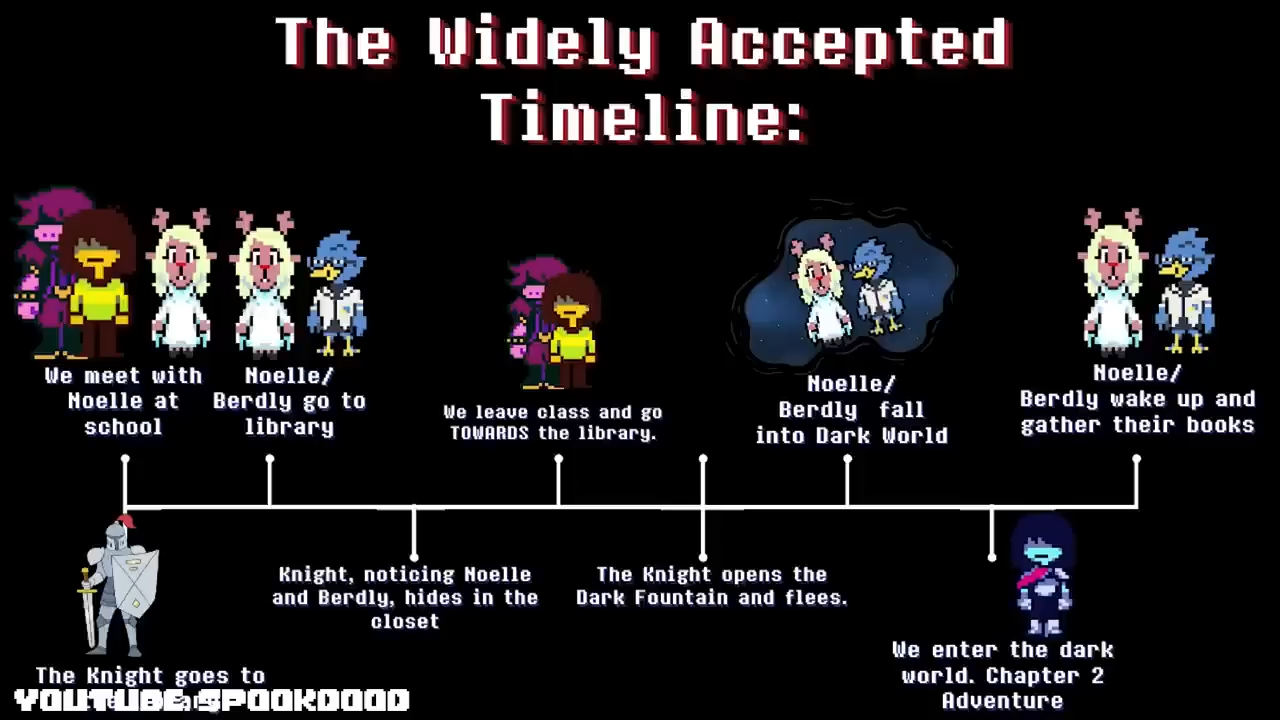 The Widely Accepted
Timeline:
We meet with
Noelle at
school
Noelle/
Berdly go to
library
We leave class and go
TOWARDS the library.
Noelle/
Berdly fall
into Dark World
Noelle/
Berdly wake up and
gather their books
Knight, noticing Noelle
and Berdly, hides in the
closet
The Knight opens the
Dark Fountain and flees.
We enter the dark
world. Chapter 2
Adventure
The Knight goes to
YOUTUBE.SPOOKDOOD